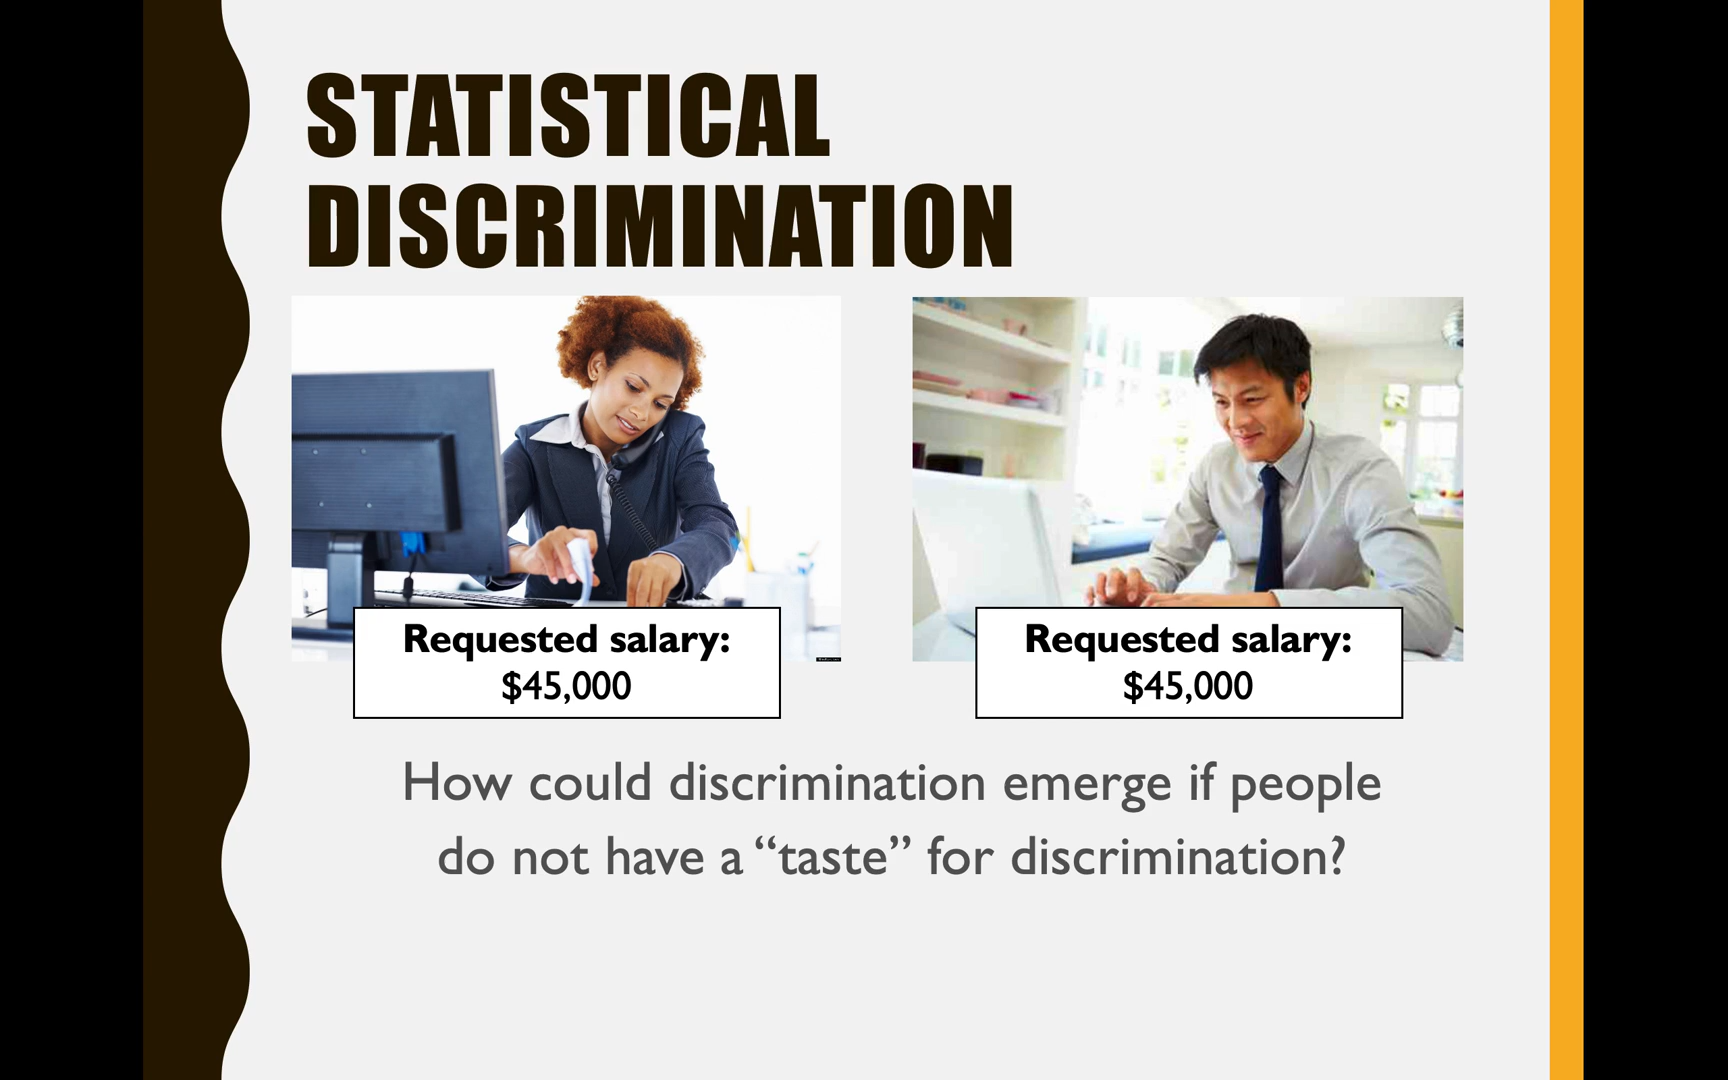 STATISTICAL
DISCRIMINATION
Requested salary:
$45,000
Requested salary:
$45,000
How could discrimination emerge if people
do not have a “taste” for discrimination?